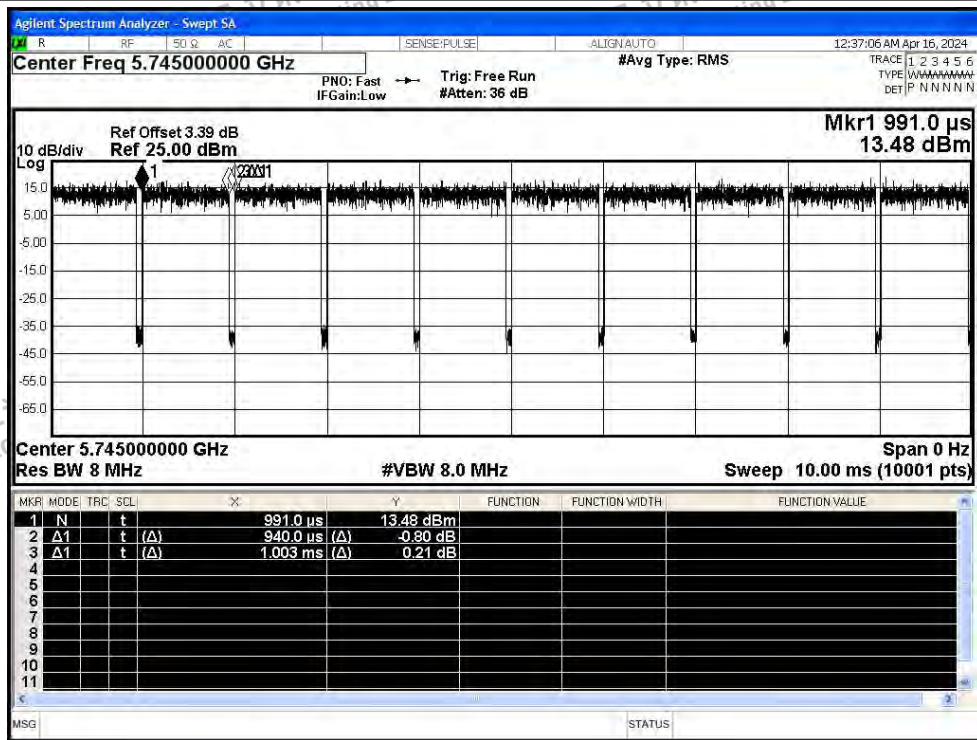 Agilent Spectrum Analyzer - Swept SA
R RF 50 Ω AC SENSE:PULSE ALIGN AUTO 12:37:06 AM Apr 16, 2024
Center Freq 5.745000000 GHz
#Avg Type: RMS
TRACE 1 2 3 4 5 6
PNO: Fast
Trig: Free Run
TYPE
IFGain:Low
#Atten: 36 dB
DET P N N N N N
Mkr1 991.0 µs
13.48 dBm
Ref Offset 3.39 dB
10 dB/div Ref 25.00 dBm
Log
1
15.0
5.00
-5.00
-15.0
-25.0
-35.0
-45.0
-55.0
-65.0
Center 5.745000000 GHz Span 0 Hz
Res BW 8 MHz #VBW 8.0 MHz Sweep 10.00 ms (10001 pts)
MKR MODE TRC SCL X Y FUNCTION FUNCTION WIDTH FUNCTION VALUE
1 N t 991.0 µs 13.48 dBm
2 Δ1 t (Δ) 940.0 µs (Δ) -0.80 dB
3 Δ1 t (Δ) 1.003 ms (Δ) 0.21 dB
4
5
6
7
8
9
10
11
MSG STATUS